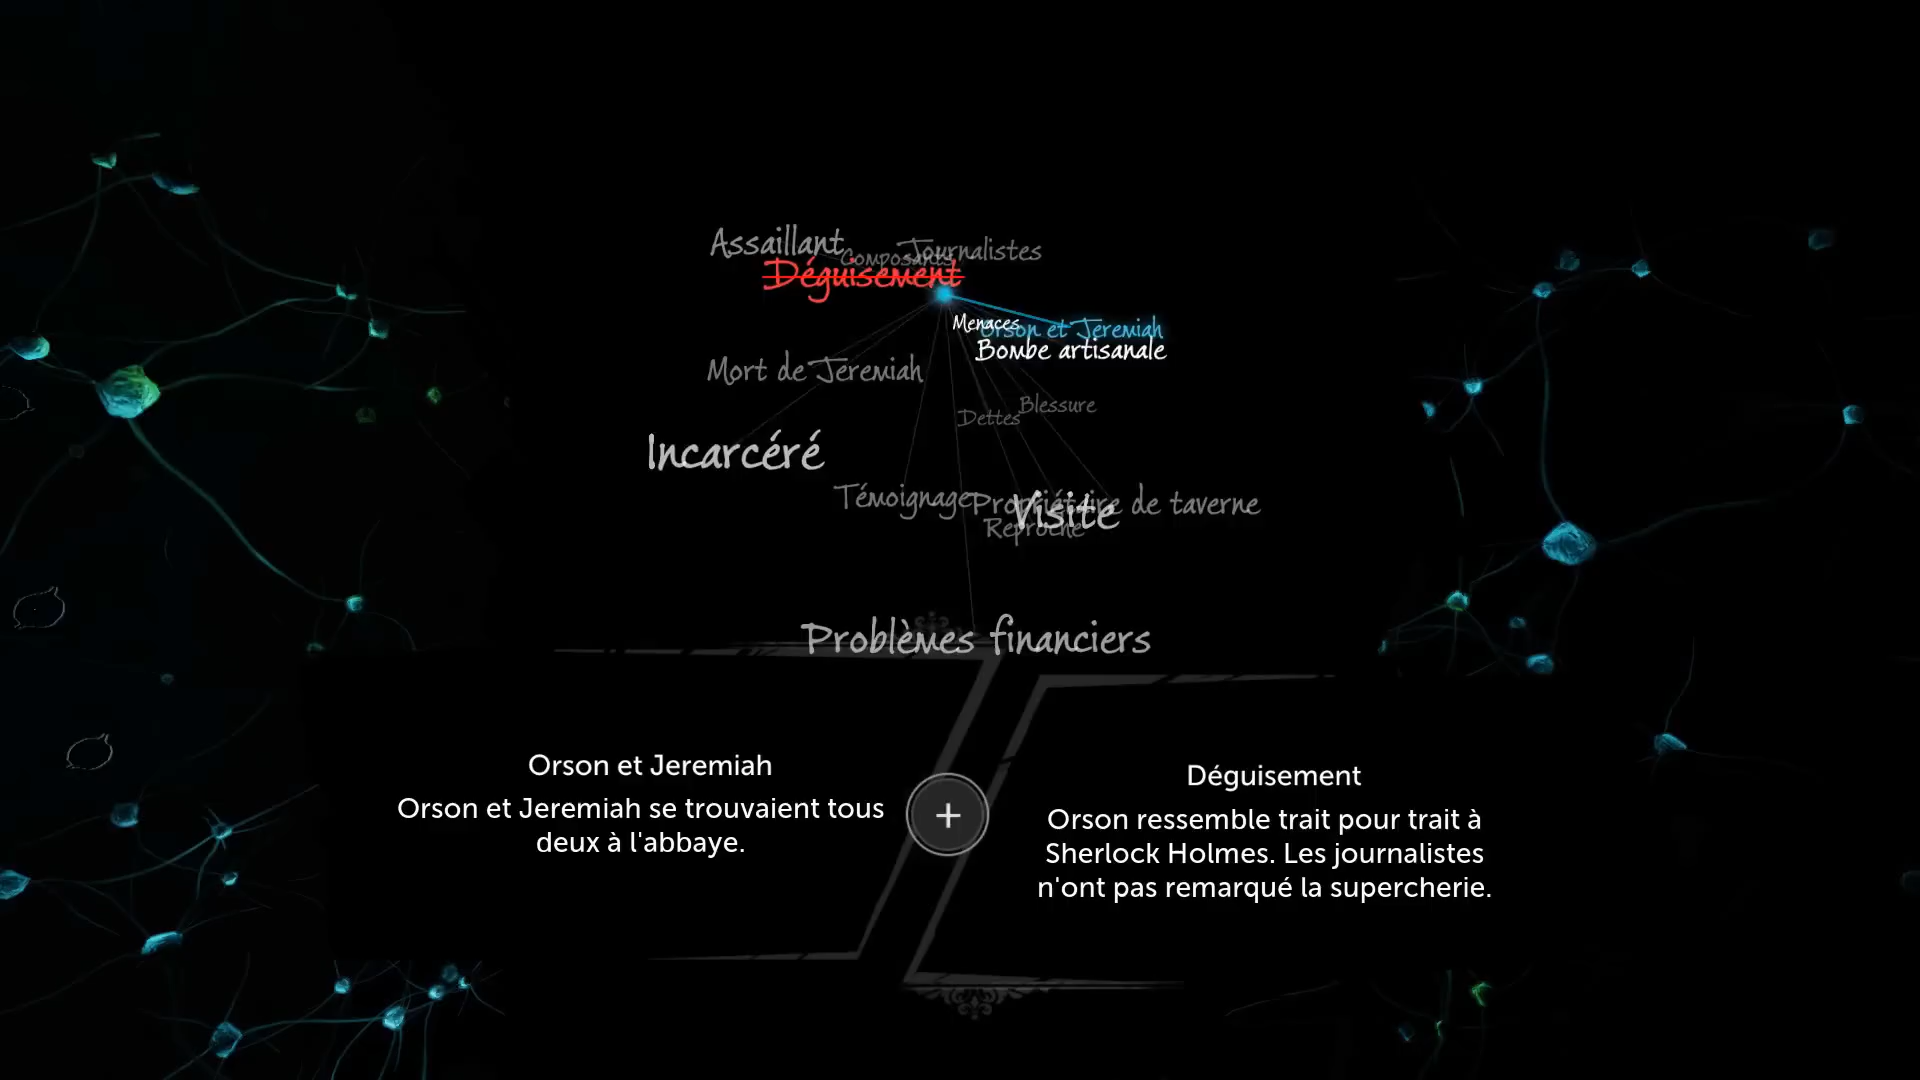 Assaillant
Composants
Journalistes
Déguisement
Menaces
Orson et Jeremiah
Bombe artisanale
Mort de Jeremiah
Blessure
Dettes
Incarcéré
Témoignage
Propriétaire de taverne
Visite
Reproche
Problèmes financiers
Orson et Jeremiah
Orson et Jeremiah se trouvaient tous
deux à l'abbaye.
+
Déguisement
Orson ressemble trait pour trait à
Sherlock Holmes. Les journalistes
n'ont pas remarqué la supercherie.